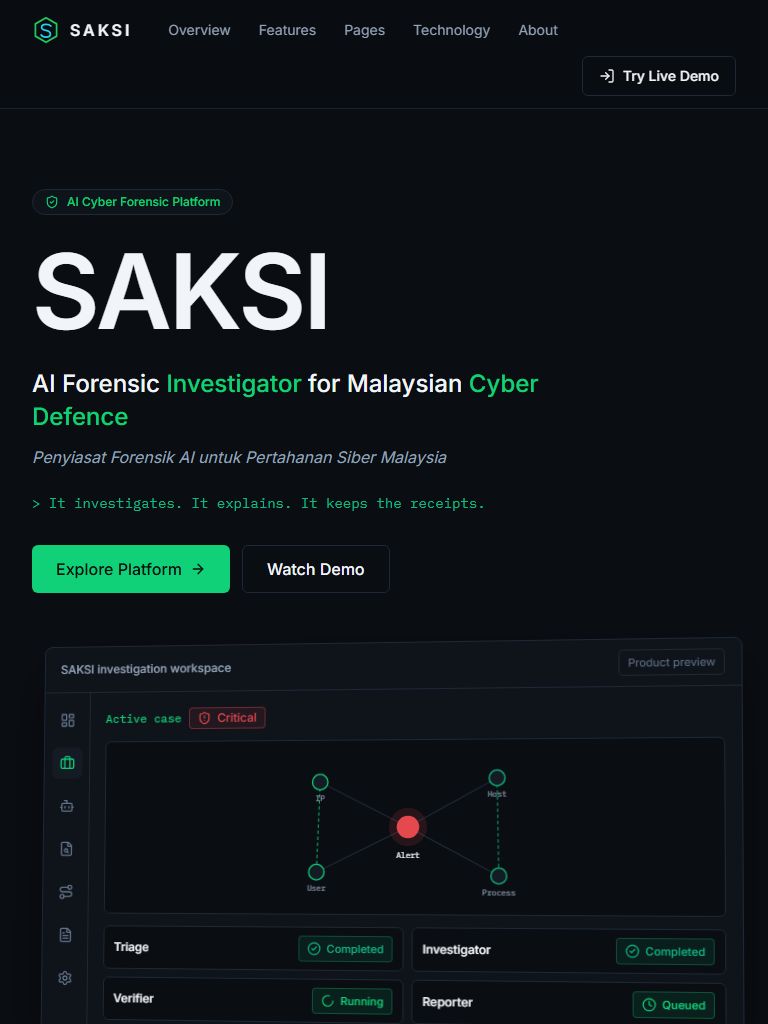 SAKSI
Overview
Features
Pages
Technology
About
Try Live Demo
AI Cyber Forensic Platform
SAKSI
AI Forensic Investigator for Malaysian Cyber
Defence
Penyiasat Forensik AI untuk Pertahanan Siber Malaysia
> It investigates. It explains. It keeps the receipts.
Explore Platform
Watch Demo
SAKSI investigation workspace
Product preview
Active case
Critical
IP
Host
Alert
User
Process
Triage
Completed
Investigator
Completed
Verifier
Running
Reporter
Queued